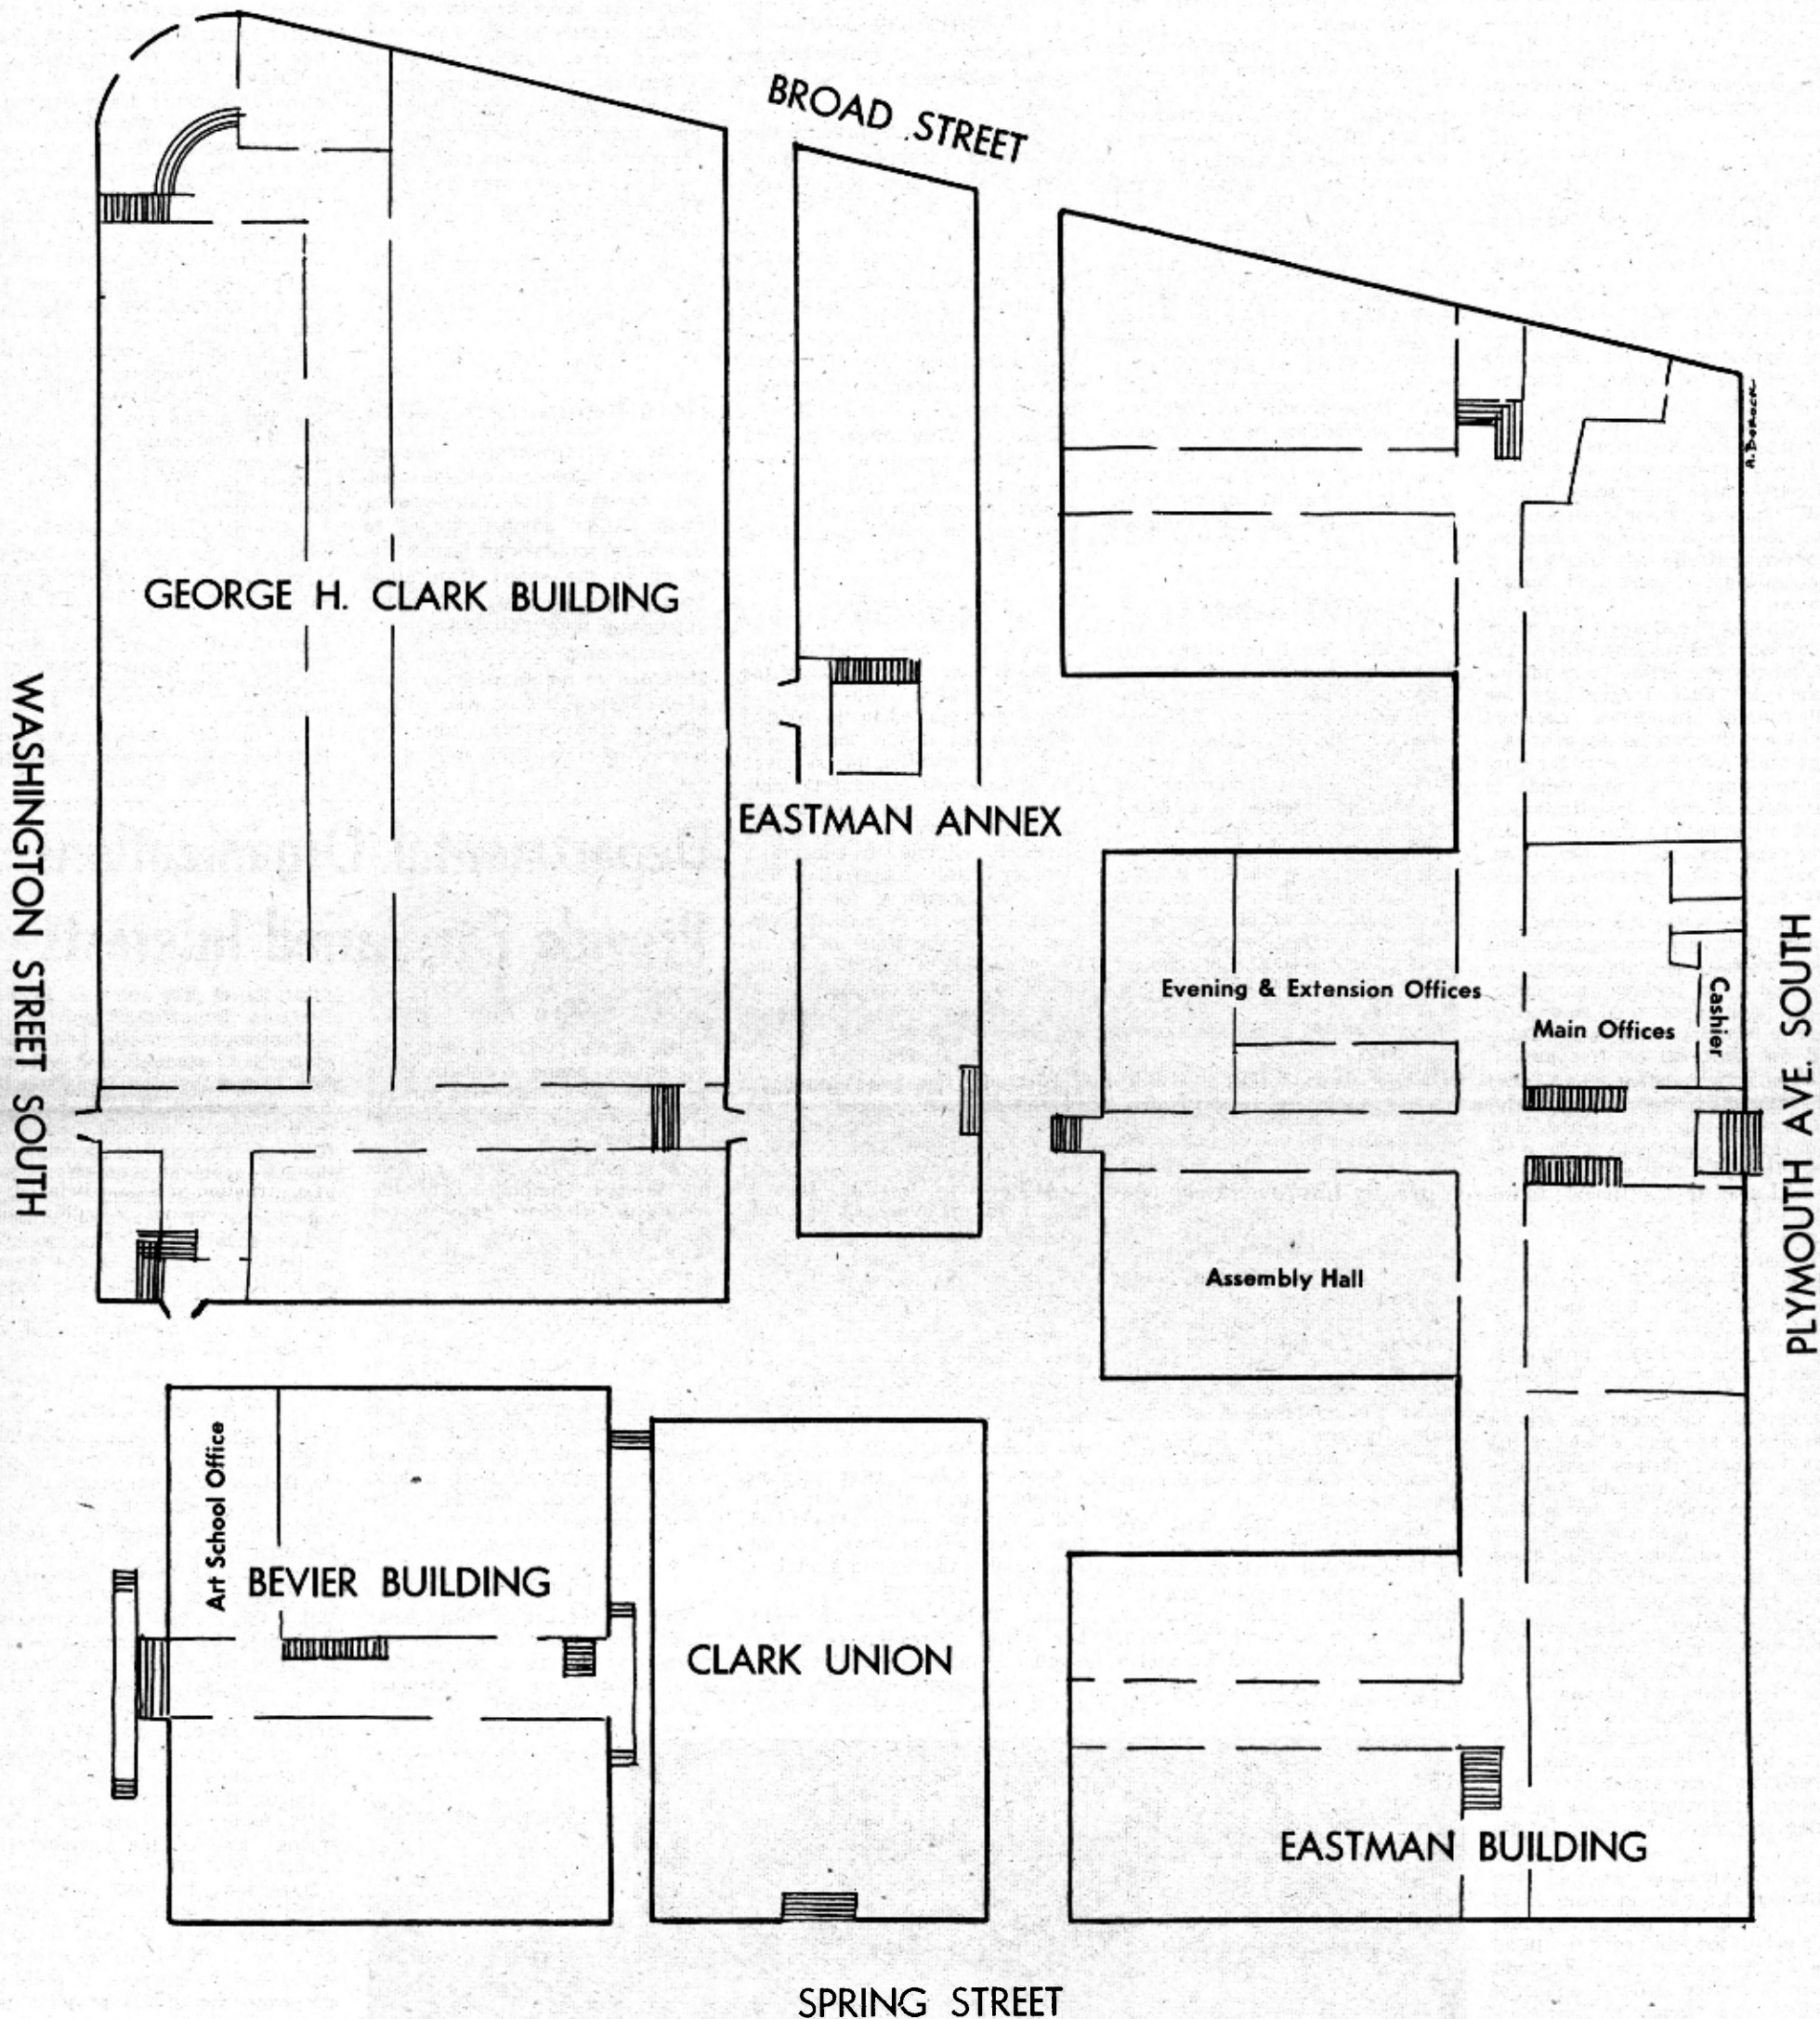 BROAD STREET
GEORGE H. CLARK BUILDING
WASHINGTON STREET SOUTH
EASTMAN ANNEX
Evening & Extension Offices
Main Offices
Cashier
PLYMOUTH AVE. SOUTH
Assembly Hall
Art School Office
BEVIER BUILDING
CLARK UNION
EASTMAN BUILDING
SPRING STREET